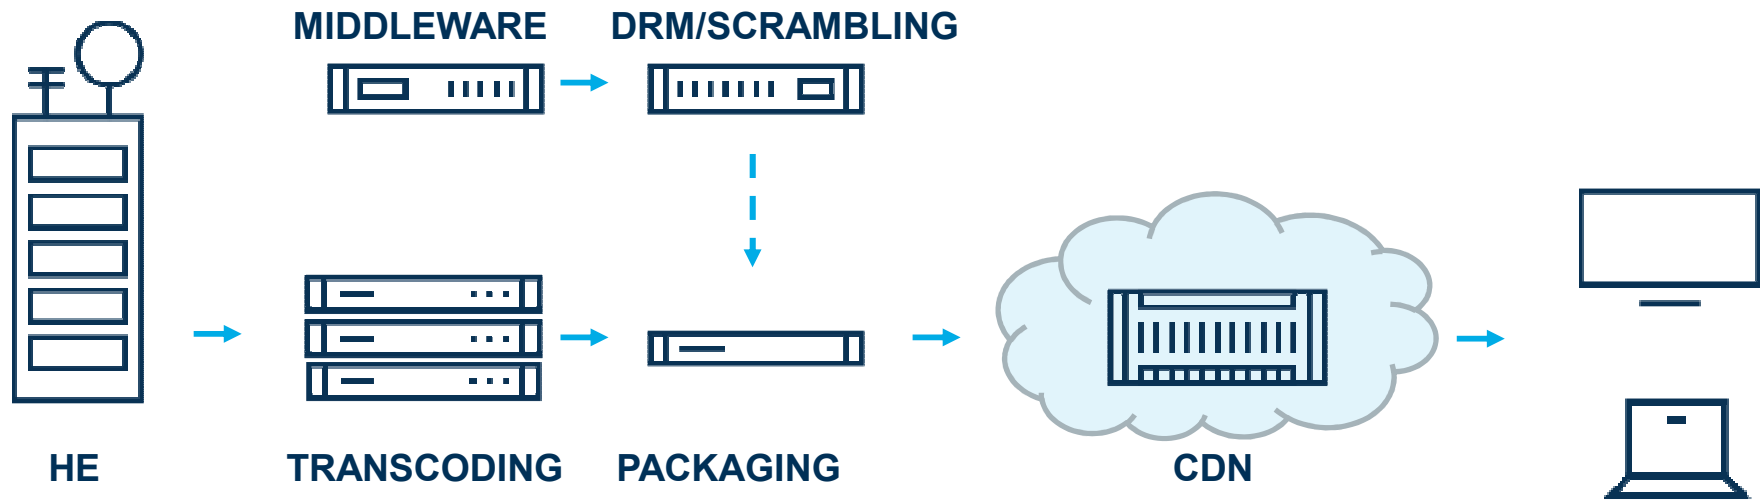 MIDDLEWARE
DRM/SCRAMBLING
HE
TRANSCODING
PACKAGING
CDN